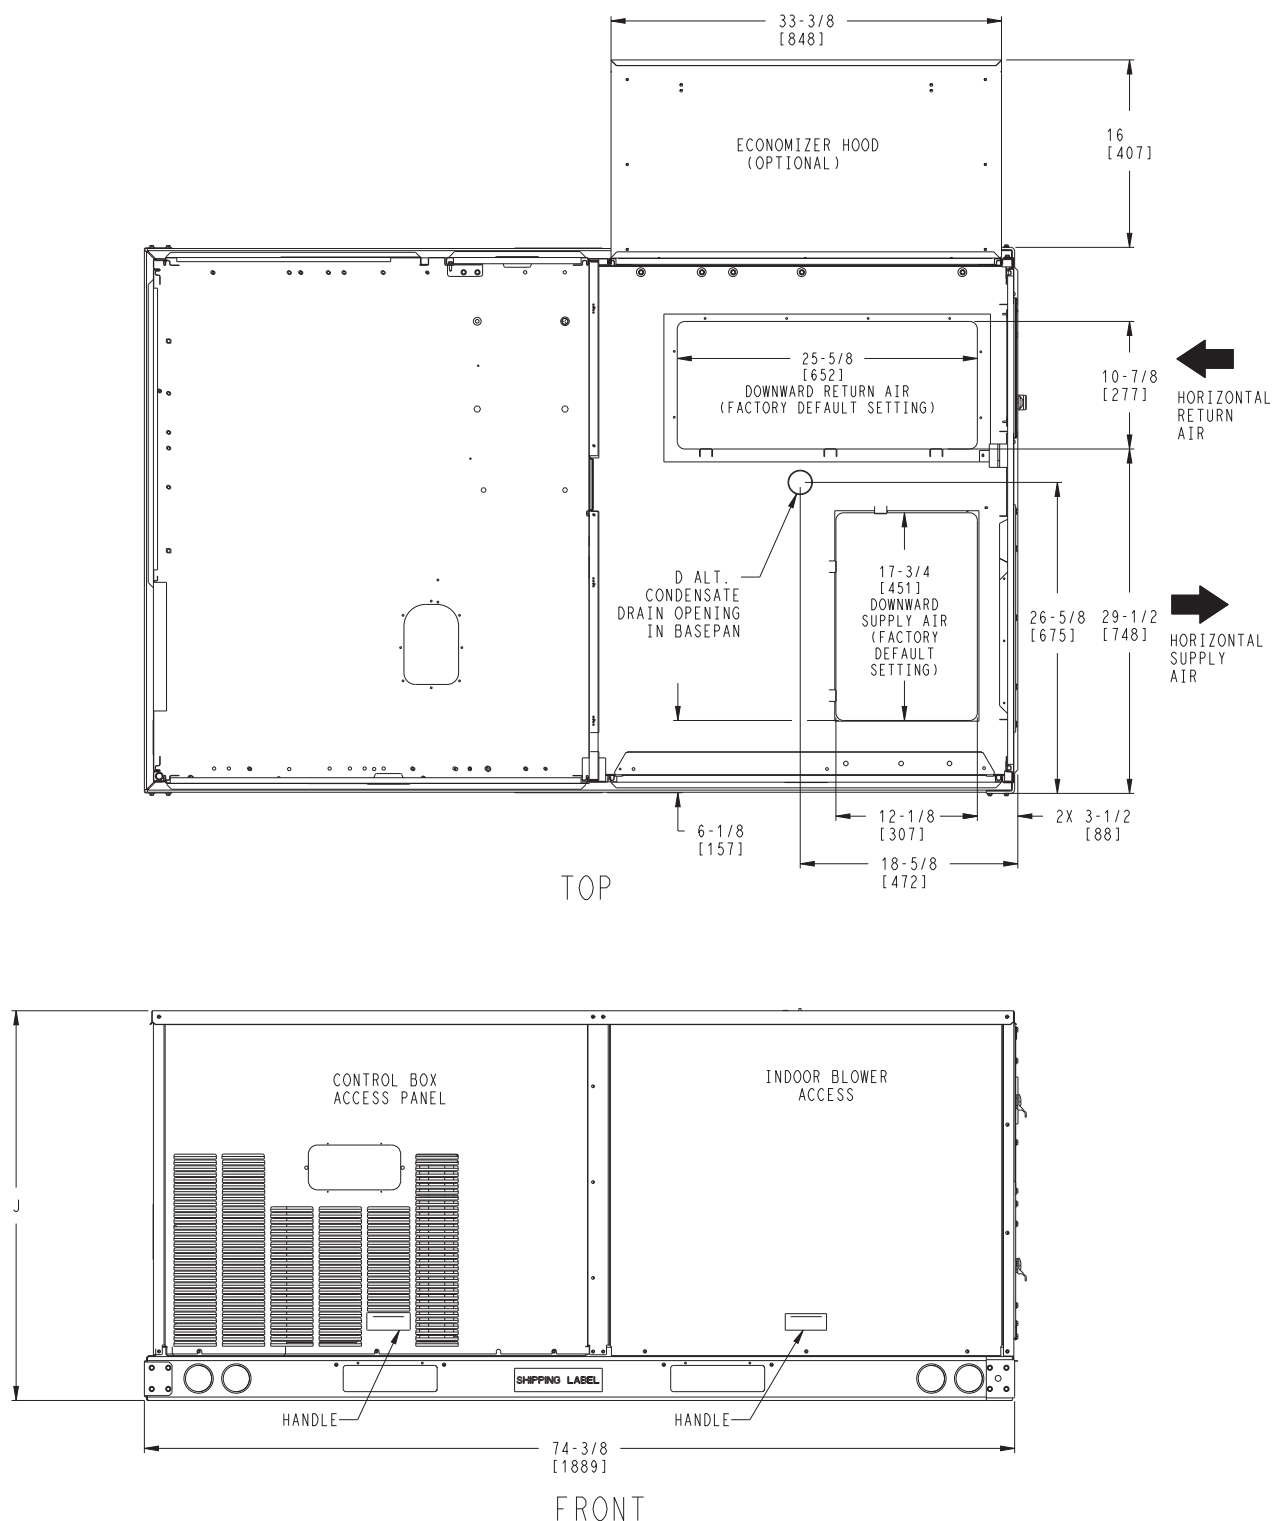 33-3/8
[848]
16
[407]
ECONOMIZER HOOD
(OPTIONAL)
25-5/8
[652]
DOWNWARD RETURN AIR
(FACTORY DEFAULT SETTING)
10-7/8
[277]
HORIZONTAL
RETURN
AIR
D ALT.
CONDENSATE
DRAIN OPENING
IN BASEPAN
17-3/4
[451]
DOWNWARD
SUPPLY AIR
(FACTORY
DEFAULT
SETTING)
26-5/8
[675]
29-1/2
[748]
HORIZONTAL
SUPPLY
AIR
6-1/8
[157]
12-1/8
[307]
2X 3-1/2
[88]
18-5/8
[472]
TOP
CONTROL BOX
ACCESS PANEL
INDOOR BLOWER
ACCESS
J
SHIPPING LABEL
HANDLE
HANDLE
74-3/8
[1889]
FRONT